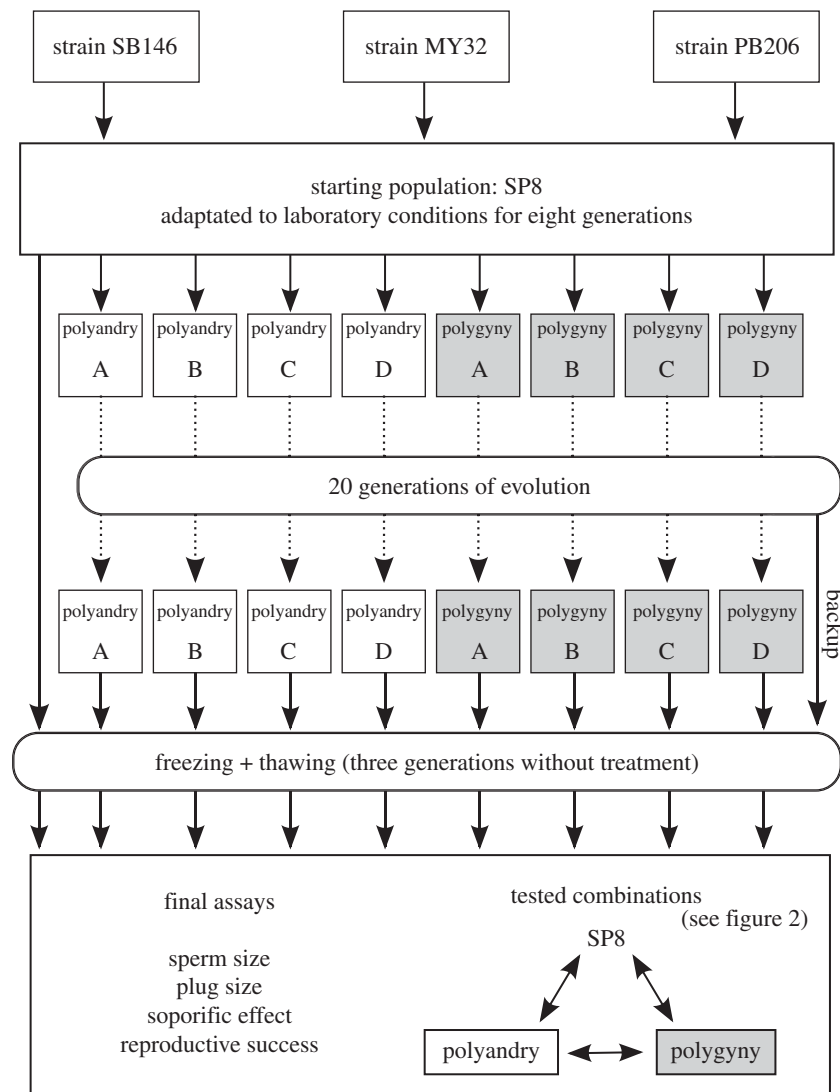 strain SB146
strain MY32
strain PB206
starting population: SP8
adaptated to laboratory conditions for eight generations
polyandry
A
polyandry
B
polyandry
C
polyandry
D
polygyny
A
polygyny
B
polygyny
C
polygyny
D
20 generations of evolution
polyandry
A
polyandry
B
polyandry
C
polyandry
D
polygyny
A
polygyny
B
polygyny
C
polygyny
D
backup
freezing + thawing (three generations without treatment)
final assays
sperm size
plug size
soporific effect
reproductive success
tested combinations
(see figure 2)
SP8
polyandry
polygyny